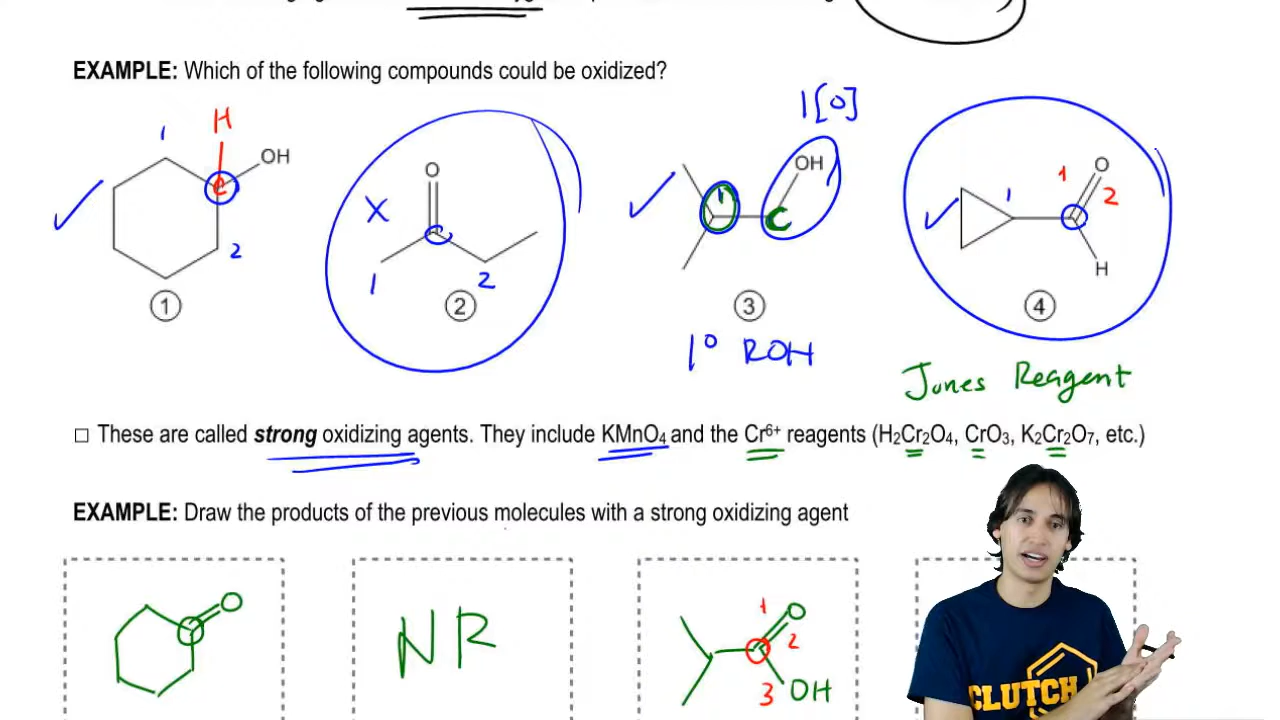 EXAMPLE: Which of the following compounds could be oxidized?
1[O]
H
1
OH
O
OH
1
O
C
X
1
1
2
C
2
1
2
H
① ② ③ ④
1° ROH
Jones Reagent
□ These are called strong oxidizing agents. They include KMnO4 and the Cr6+ reagents (H2Cr2O4, CrO3, K2Cr2O7, etc.)
EXAMPLE: Draw the products of the previous molecules with a strong oxidizing agent
O
NR
1
O
2
3
OH
CLUTCH